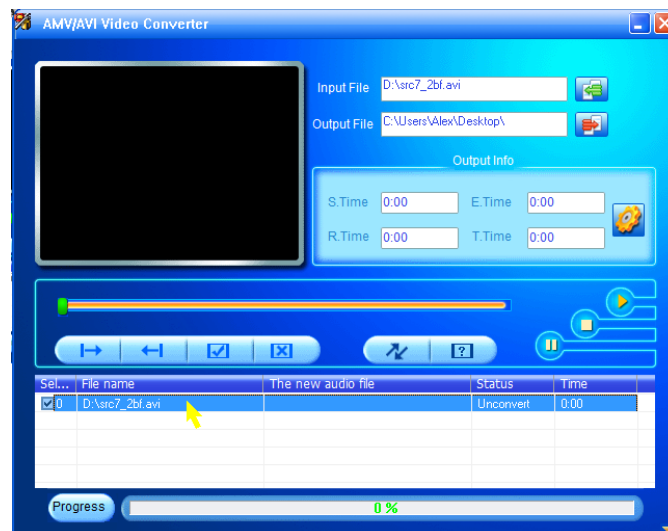 AMV/AVI Video Converter
Input File D:\src7_2bf.avi
Output File C:\Users\Alex\Desktop\
Output Info
S.Time 0:00 E.Time 0:00
R.Time 0:00 T.Time 0:00
Sel... File name The new audio file Status Time
0 D:\src7_2bf.avi Unconvert 0:00
Progress 0 %